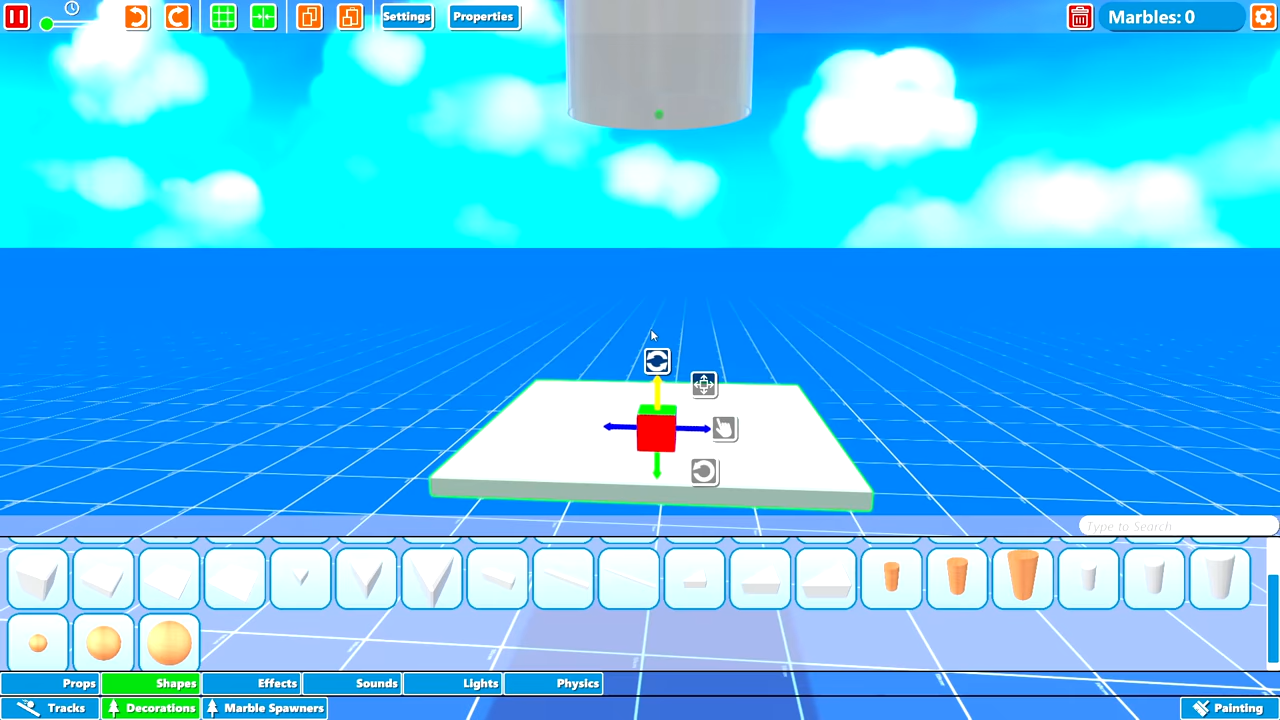 Settings
Properties
Marbles: 0
Type to Search
Props
Shapes
Effects
Sounds
Lights
Physics
Tracks
Decorations
Marble Spawners
Painting